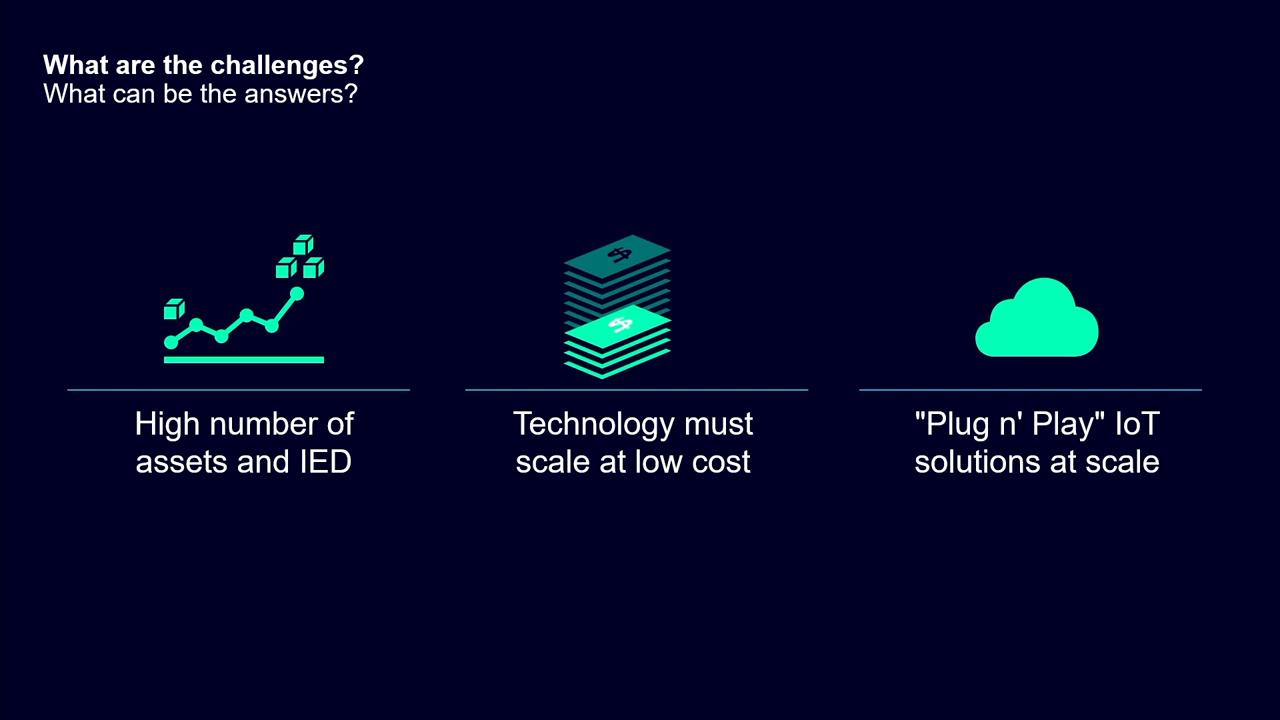 What are the challenges?
What can be the answers?
$
$
High number of
assets and IED
Technology must
scale at low cost
"Plug n' Play" IoT
solutions at scale